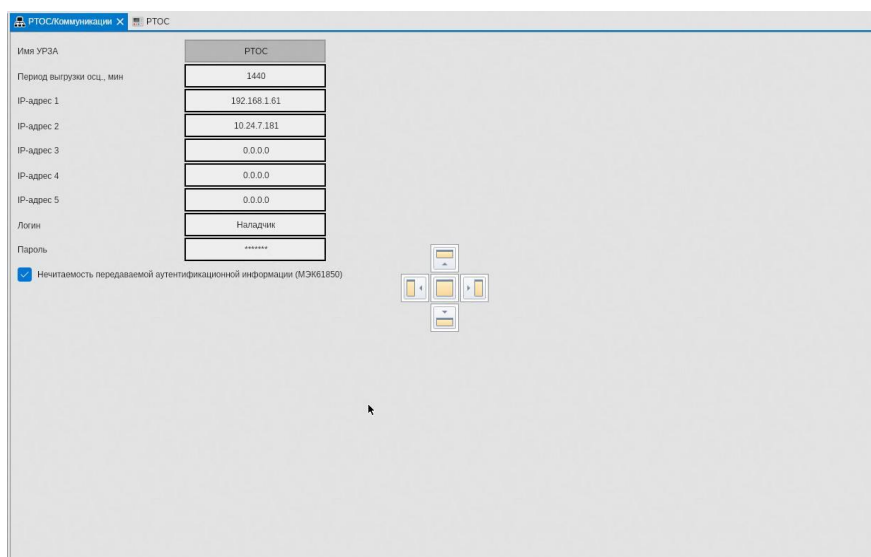 РТОС/Коммуникации РТОС
Имя УРЗА РТОС
Период выгрузки осц., мин 1440
IP-адрес 1 192.168.1.61
IP-адрес 2 10.24.7.181
IP-адрес 3 0.0.0.0
IP-адрес 4 0.0.0.0
IP-адрес 5 0.0.0.0
Логин Наладчик
Пароль *******
Нечитаемость передаваемой аутентификационной информации (МЭК61850)